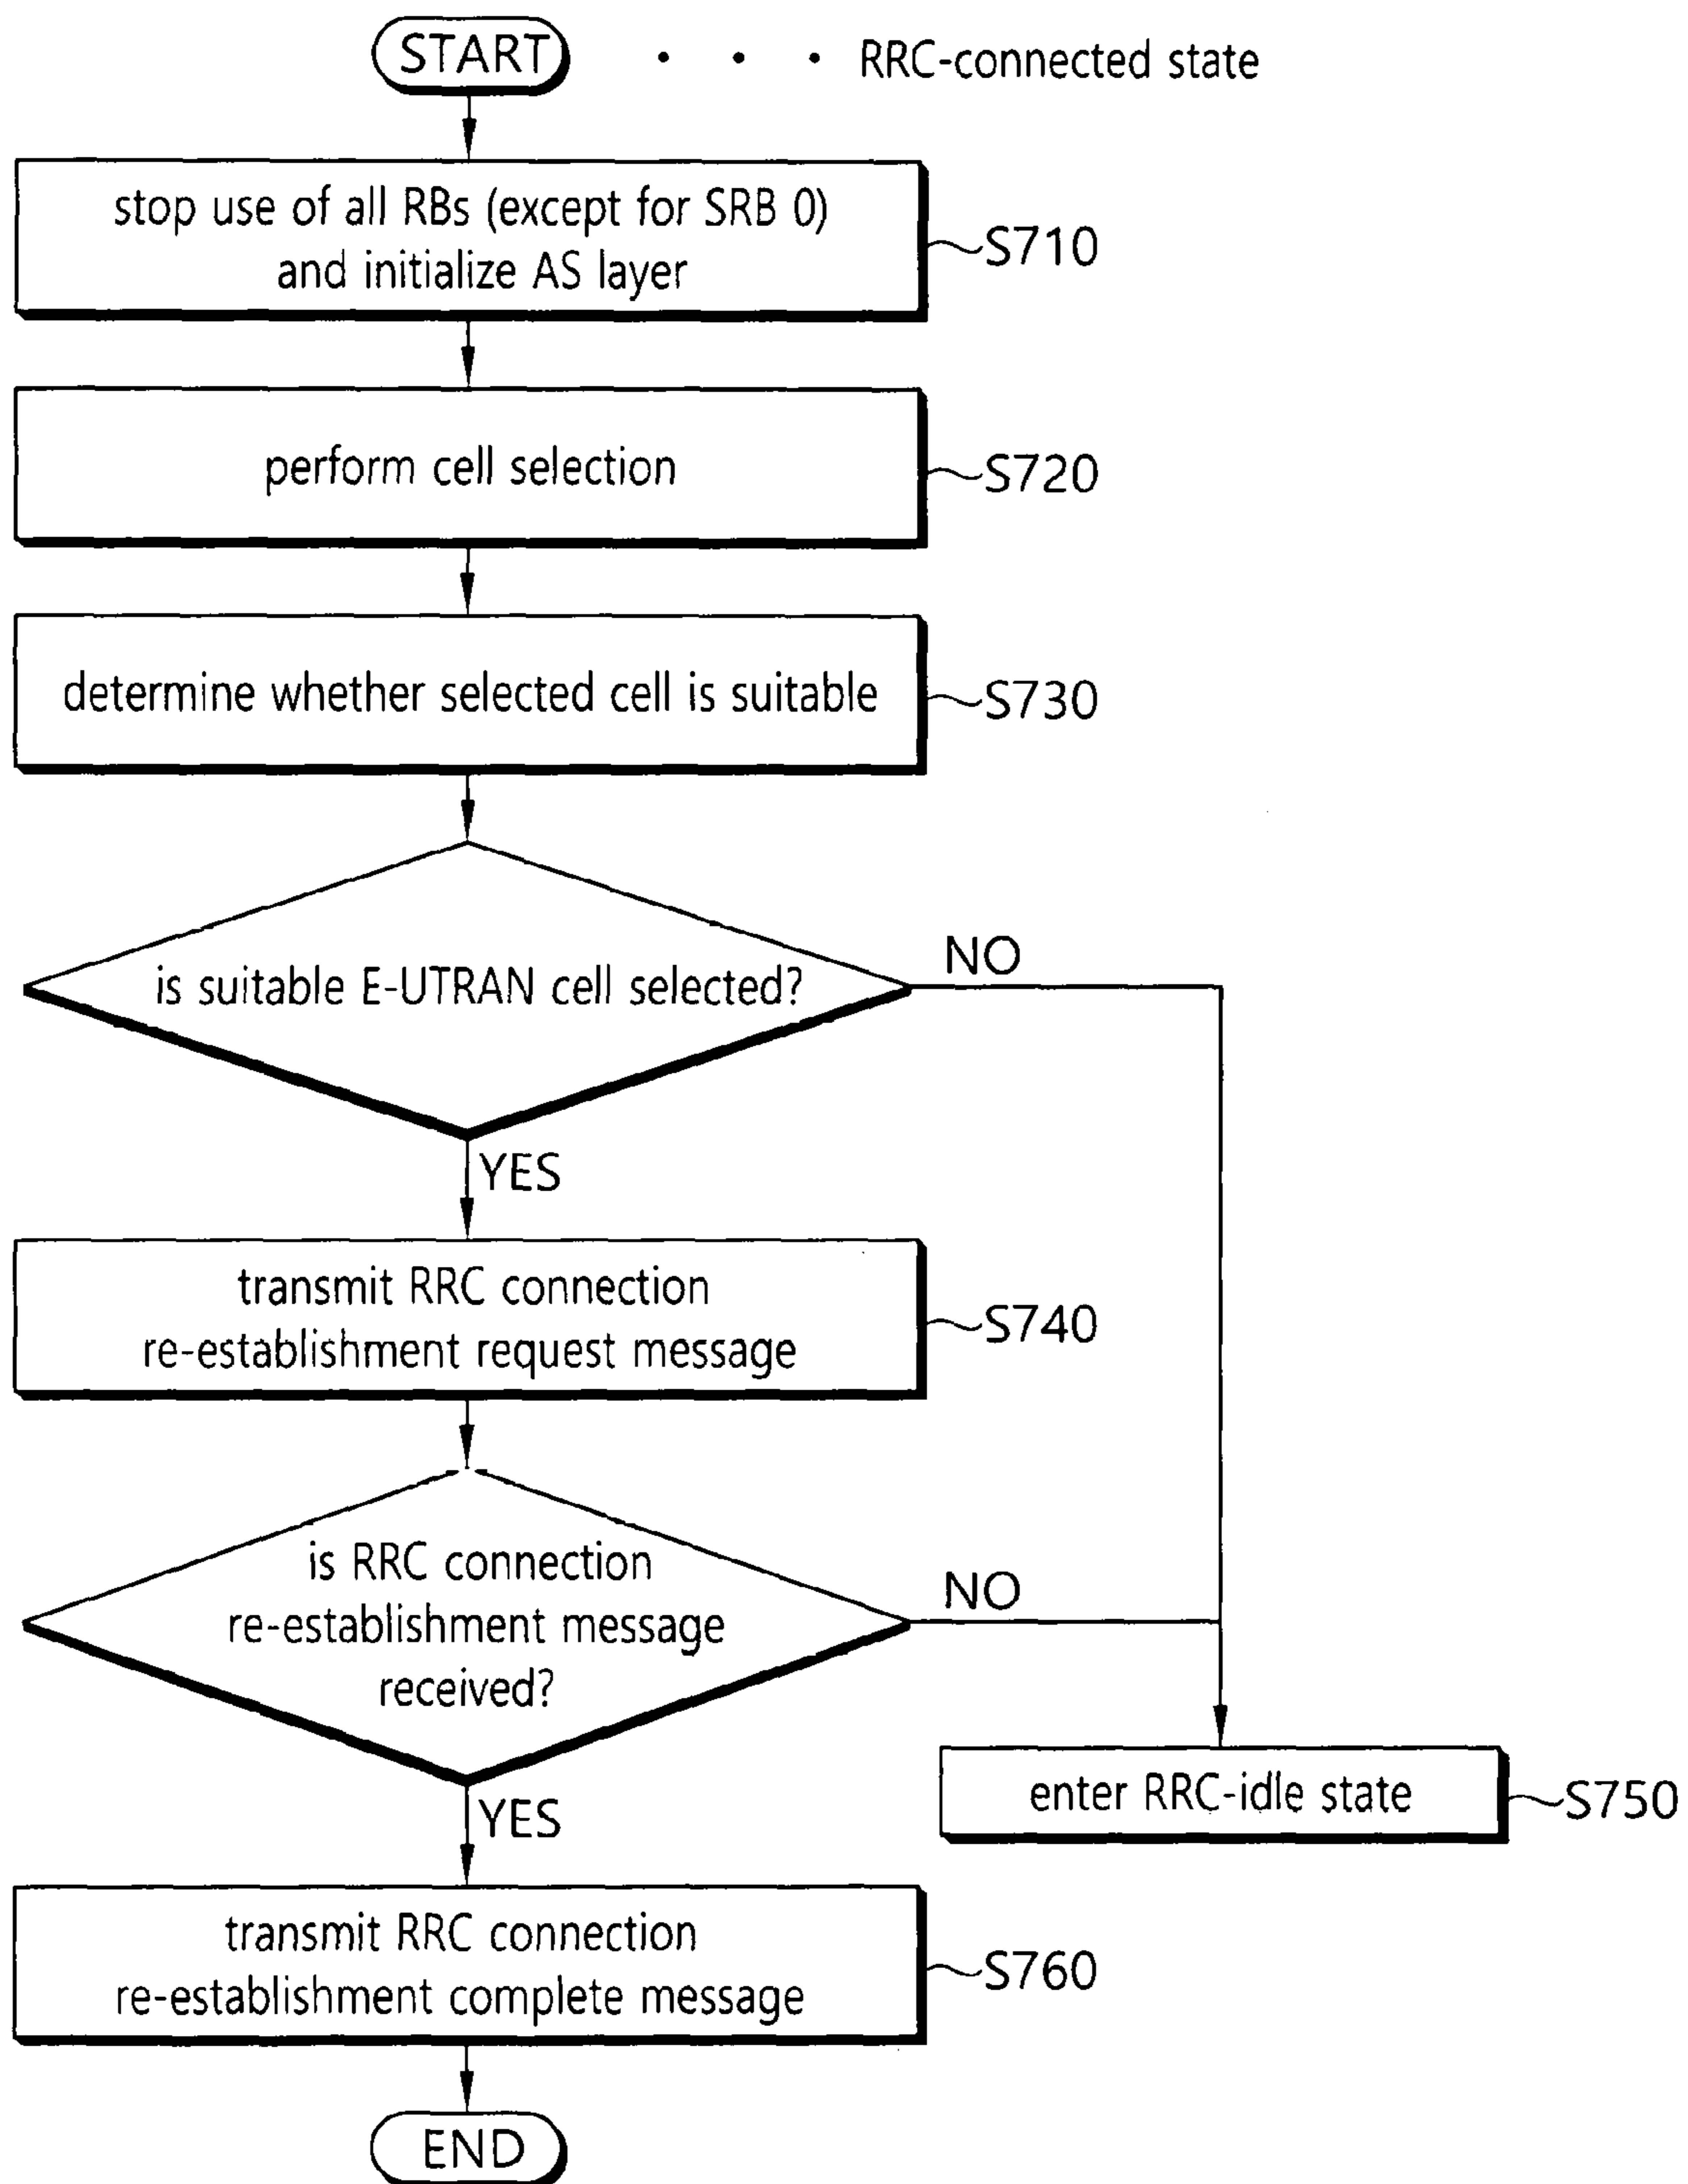 START
. . . RRC-connected state
stop use of all RBs (except for SRB 0)
and initialize AS layer
S710
perform cell selection
S720
determine whether selected cell is suitable
S730
is suitable E-UTRAN cell selected?
NO
YES
transmit RRC connection
re-establishment request message
S740
is RRC connection
re-establishment message
received?
NO
YES
enter RRC-idle state
S750
transmit RRC connection
re-establishment complete message
S760
END